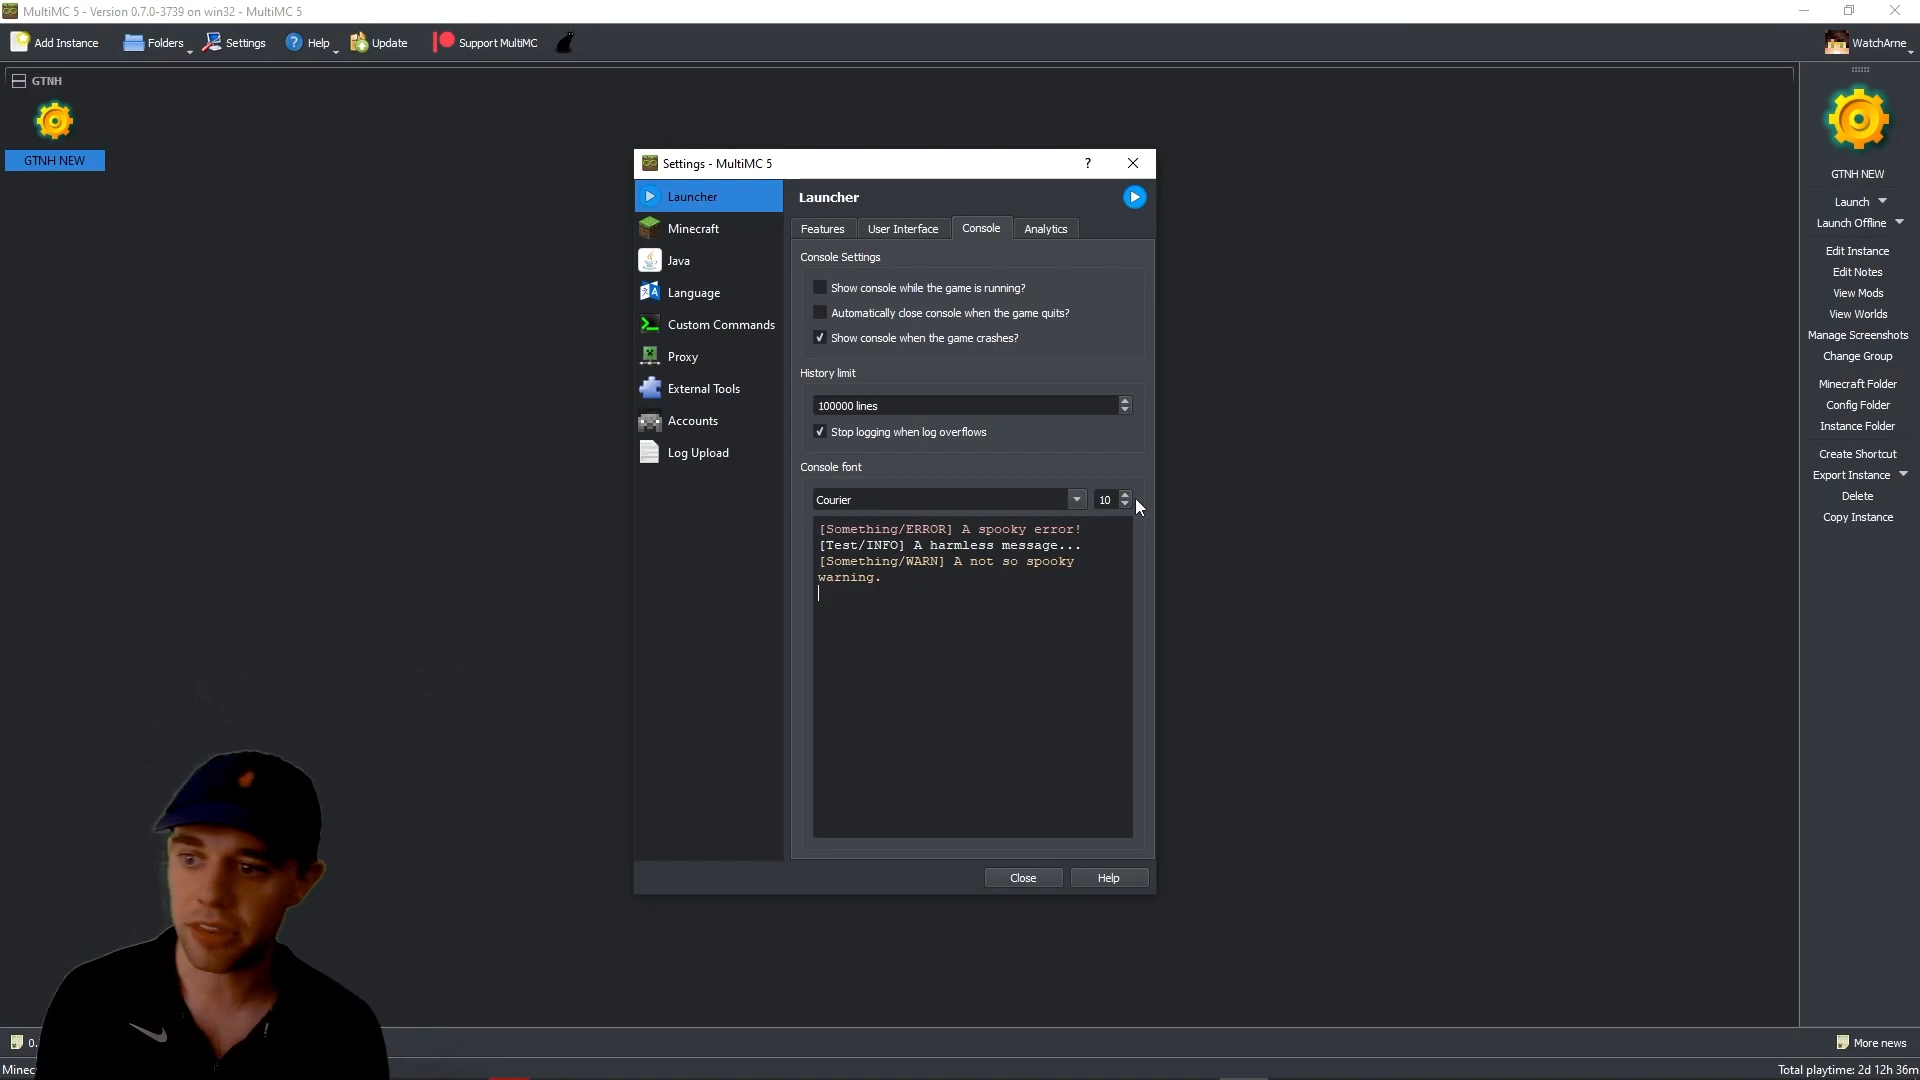 MultiMC 5 - Version 0.7.0-3739 on win32 - MultiMC 5
Add Instance
Folders
Settings
Help
Update
Support MultiMC
WatchArne
GTNH
GTNH NEW
Settings - MultiMC 5
?
Launcher
Minecraft
Java
Language
Custom Commands
Proxy
External Tools
Accounts
Log Upload
Launcher
Features
User Interface
Console
Analytics
Console Settings
Show console while the game is running?
Automatically close console when the game quits?
Show console when the game crashes?
History limit
100000 lines
Stop logging when log overflows
Console font
Courier
10
[Something/ERROR] A spooky error!
[Test/INFO] A harmless message...
[Something/WARN] A not so spooky
warning.
Close
Help
GTNH NEW
Launch
Launch Offline
Edit Instance
Edit Notes
View Mods
View Worlds
Manage Screenshots
Change Group
Minecraft Folder
Config Folder
Instance Folder
Create Shortcut
Export Instance
Delete
Copy Instance
0.
More news
Minec
Total playtime: 2d 12h 36m